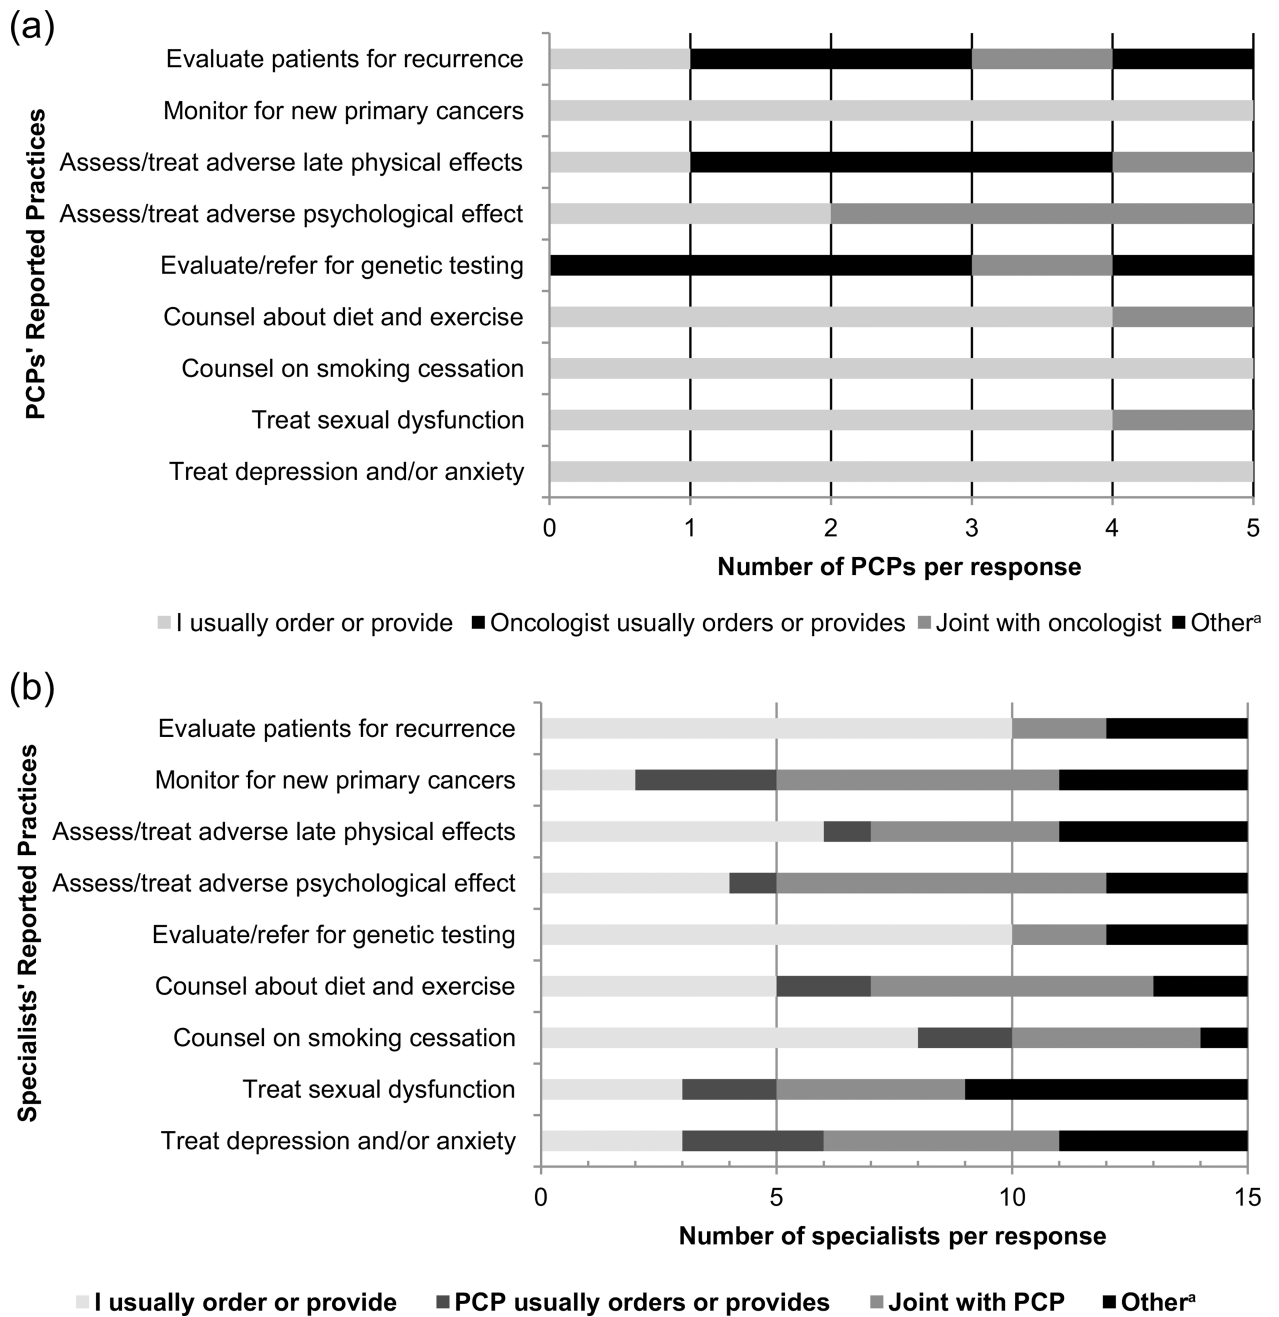 (a)
PCPs' Reported Practices
Evaluate patients for recurrence
Monitor for new primary cancers
Assess/treat adverse late physical effects
Assess/treat adverse psychological effect
Evaluate/refer for genetic testing
Counsel about diet and exercise
Counsel on smoking cessation
Treat sexual dysfunction
Treat depression and/or anxiety
0 1 2 3 4 5
Number of PCPs per response
I usually order or provide Oncologist usually orders or provides Joint with oncologist Otherᵃ
(b)
Specialists' Reported Practices
Evaluate patients for recurrence
Monitor for new primary cancers
Assess/treat adverse late physical effects
Assess/treat adverse psychological effect
Evaluate/refer for genetic testing
Counsel about diet and exercise
Counsel on smoking cessation
Treat sexual dysfunction
Treat depression and/or anxiety
0 5 10 15
Number of specialists per response
I usually order or provide PCP usually orders or provides Joint with PCP Otherᵃ